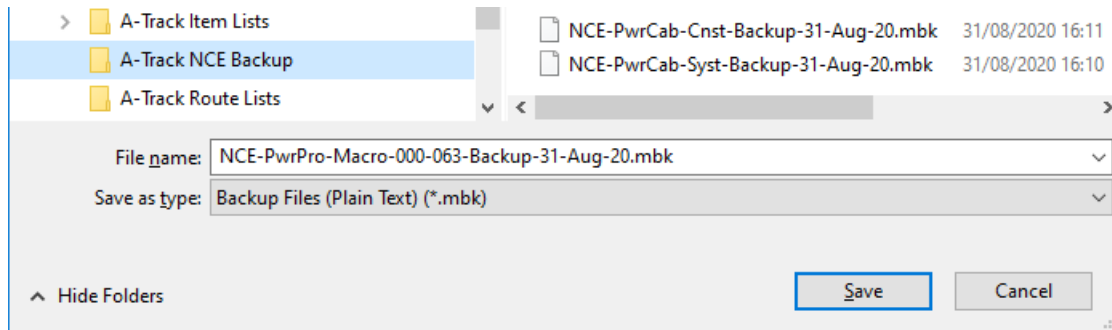 A-Track Item Lists
A-Track NCE Backup
A-Track Route Lists
NCE-PwrCab-Cnst-Backup-31-Aug-20.mbk 31/08/2020 16:11
NCE-PwrCab-Syst-Backup-31-Aug-20.mbk 31/08/2020 16:10
File name: NCE-PwrPro-Macro-000-063-Backup-31-Aug-20.mbk
Save as type: Backup Files (Plain Text) (*.mbk)
Hide Folders
Save
Cancel